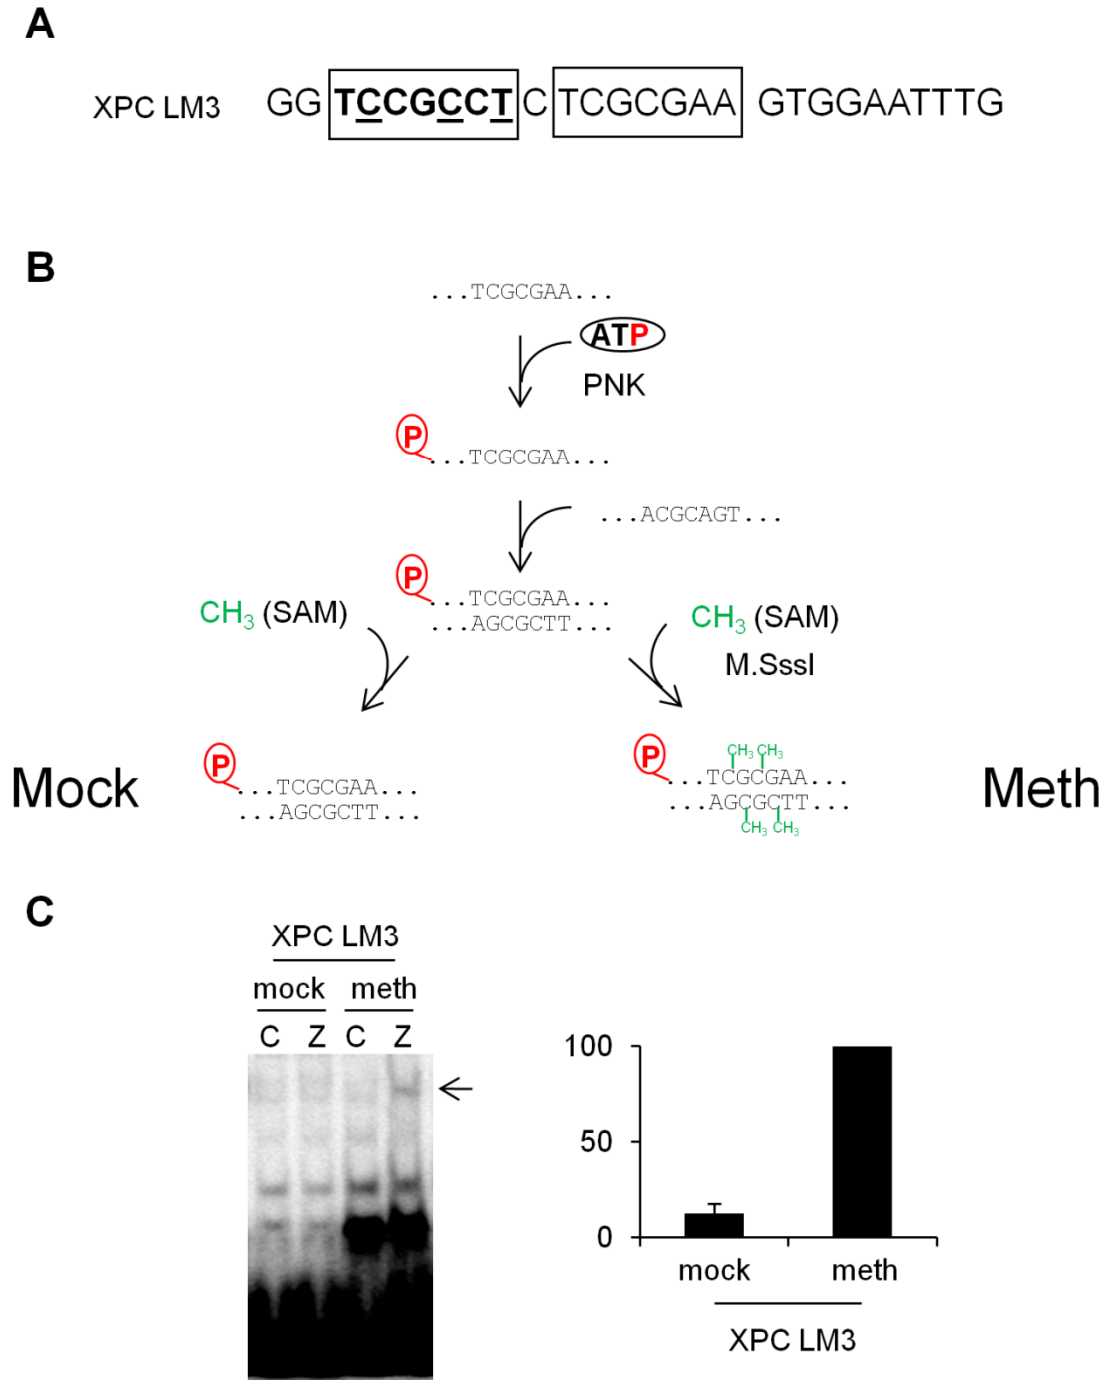 A
XPC LM3 GG TCCGCCT C TCGCGAA GTGGAATTTG
B
...TCGCGAA...
ATP
PNK
P
...TCGCGAA...
...ACGCAGT...
P
...TCGCGAA...
...AGCGCTT...
CH3 (SAM)
CH3 (SAM)
M.SssI
Mock
P
...TCGCGAA...
...AGCGCTT...
P
CH3 CH3
...TCGCGAA...
...AGCGCTT...
CH3 CH3
Meth
C
XPC LM3
mock meth
C Z C Z
100
50
0
mock meth
XPC LM3